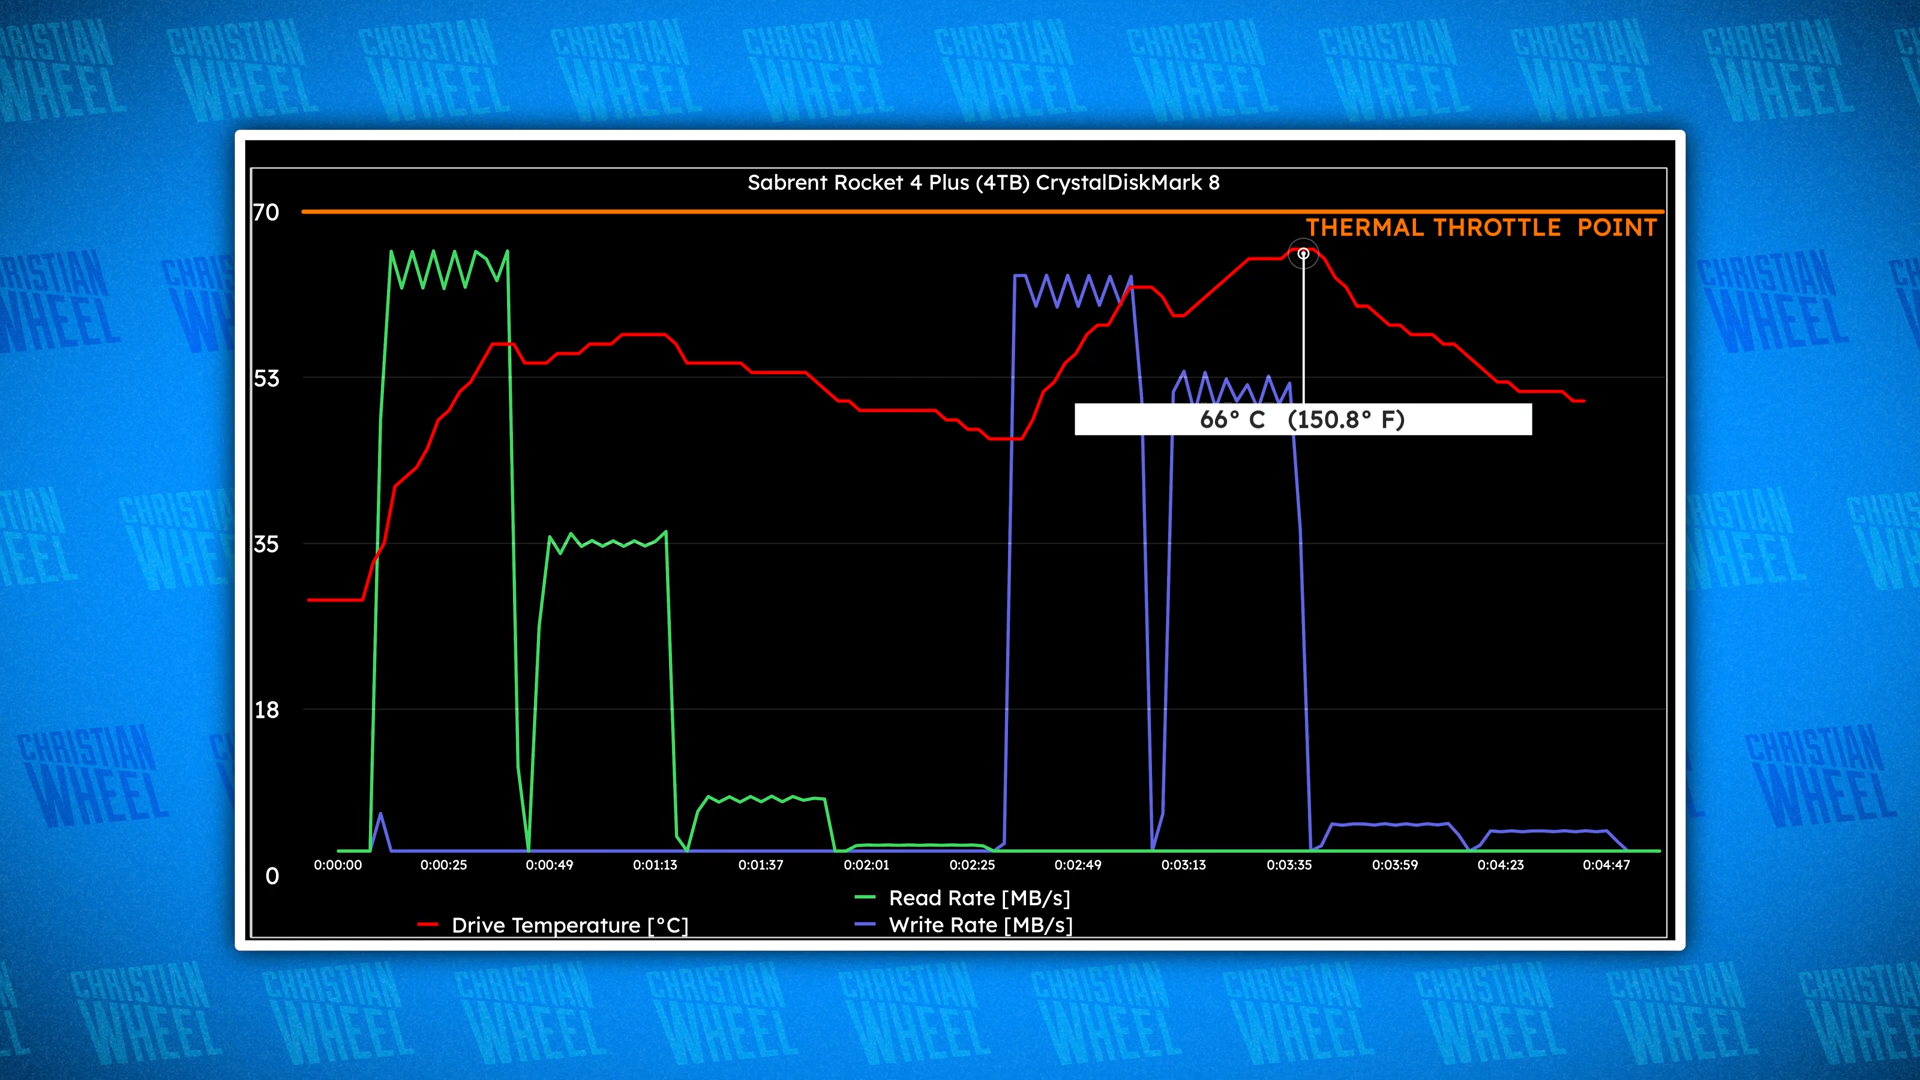 CHRISTIAN WHEEL
Sabrent Rocket 4 Plus (4TB) CrystalDiskMark 8
70
THERMAL THROTTLE POINT
53
66° C (150.8° F)
35
18
0:00:00 0:00:25 0:00:49 0:01:13 0:01:37 0:02:01 0:02:25 0:02:49 0:03:13 0:03:35 0:03:59 0:04:23 0:04:47
0
Read Rate [MB/s]
Drive Temperature [°C]
Write Rate [MB/s]